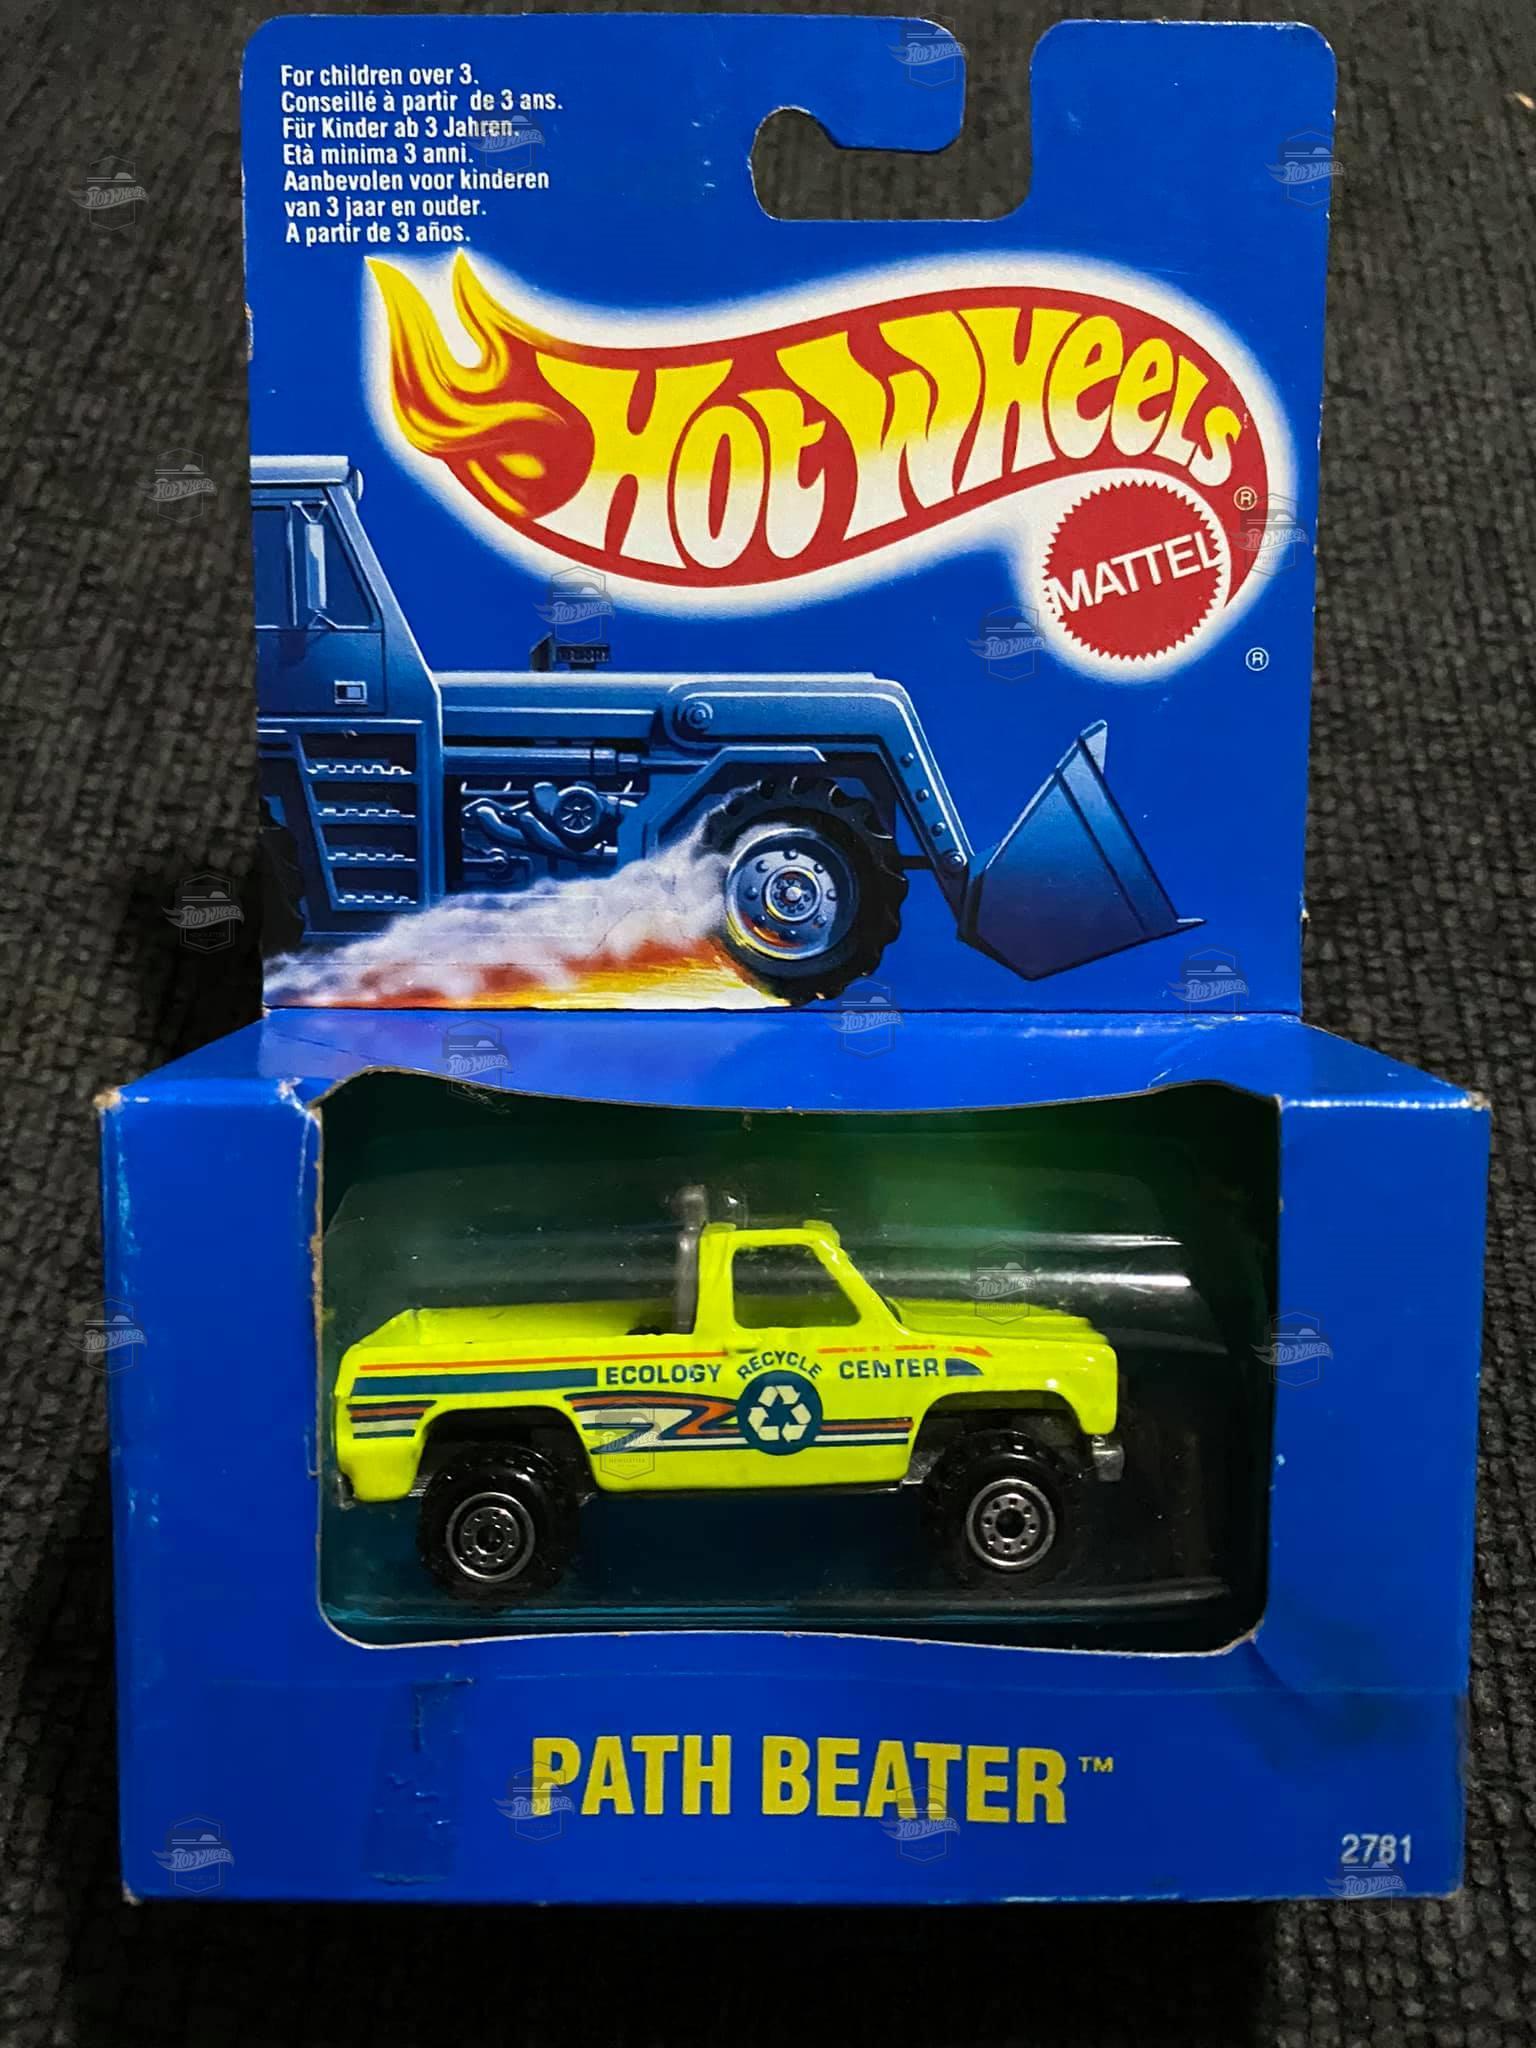 For children over 3.
Conseillé à partir de 3 ans.
Für Kinder ab 3 Jahren.
Età minima 3 anni.
Aanbevolen voor kinderen
van 3 jaar en ouder.
A partir de 3 años.
HOT WHEELS®
MATTEL
®
ECOLOGY RECYCLE CENTER
PATH BEATER™
2781